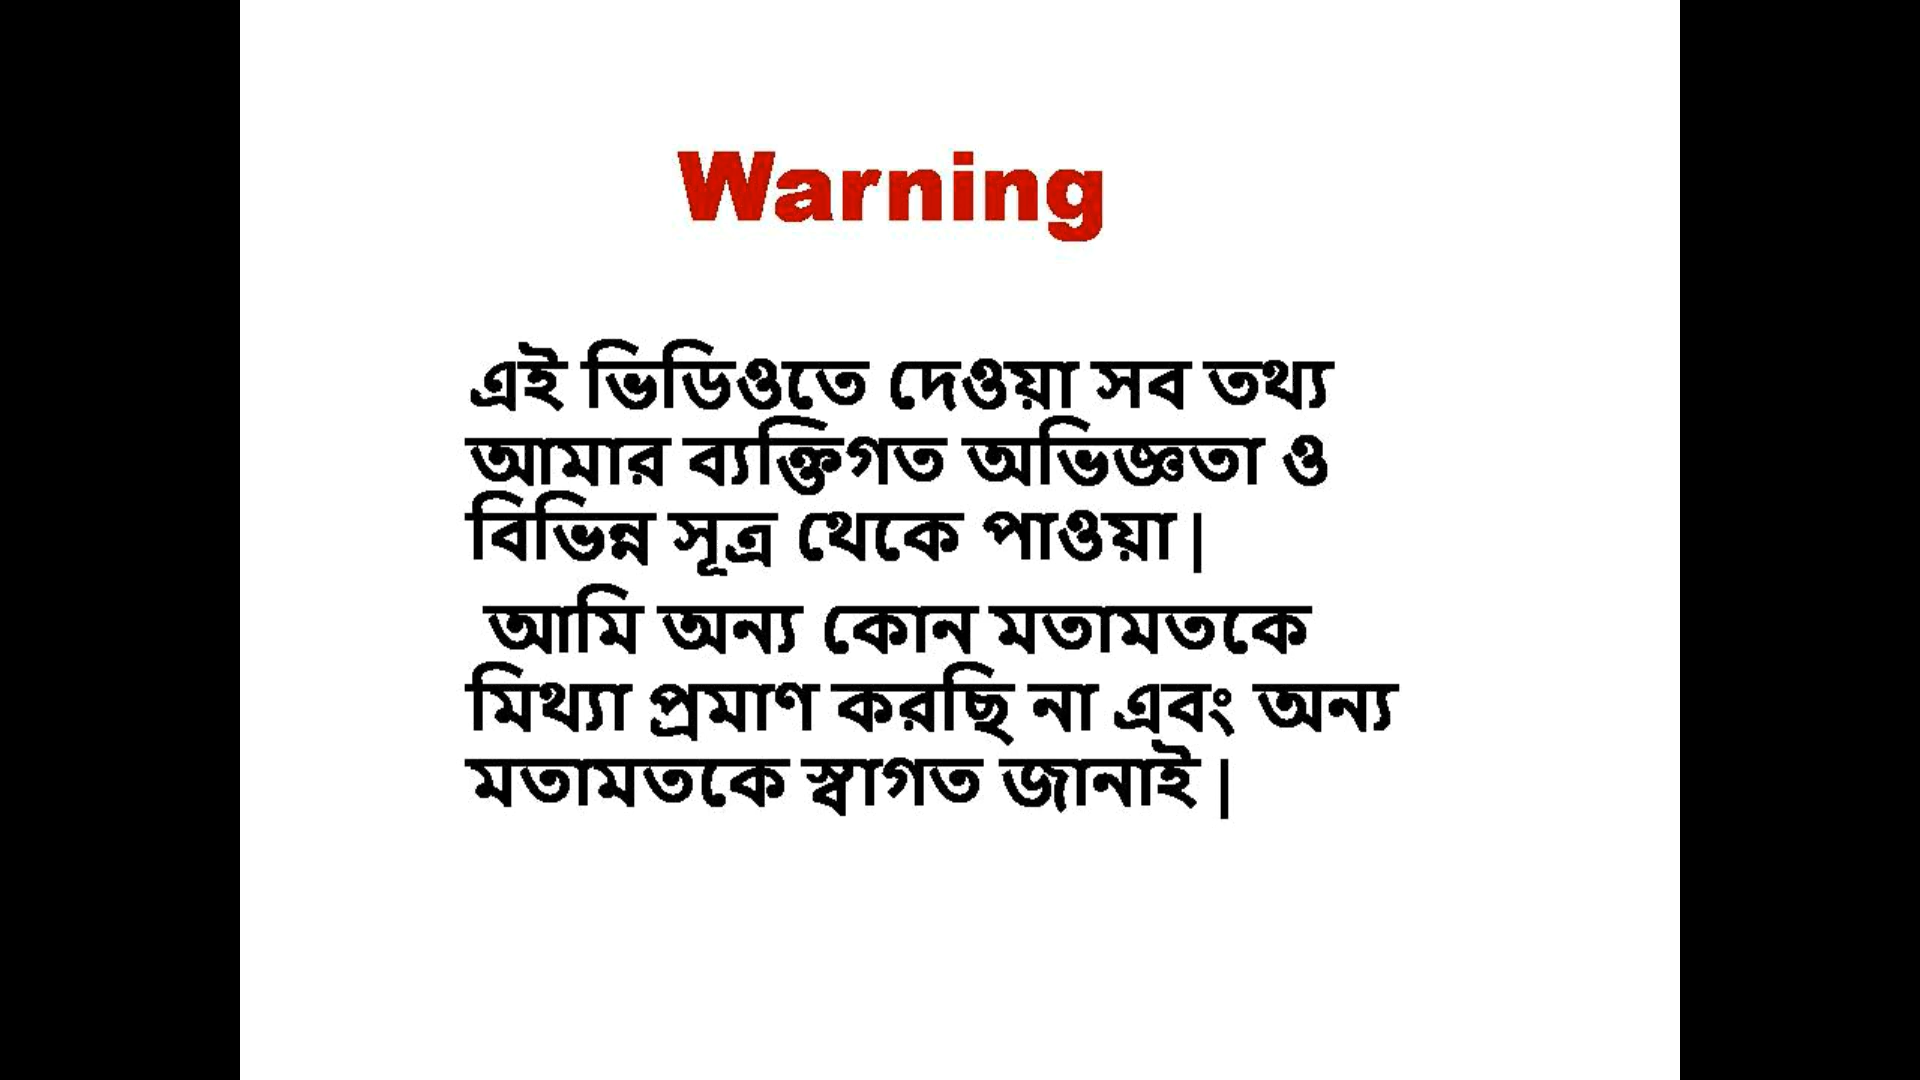 Warning
এই ভিডিওতে দেওয়া সব তথ্য
আমার ব্যক্তিগত অভিজ্ঞতা ও
বিভিন্ন সূত্র থেকে পাওয়া|
আমি অন্য কোন মতামতকে
মিথ্যা প্রমাণ করছি না এবং অন্য
মতামতকে স্বাগত জানাই|